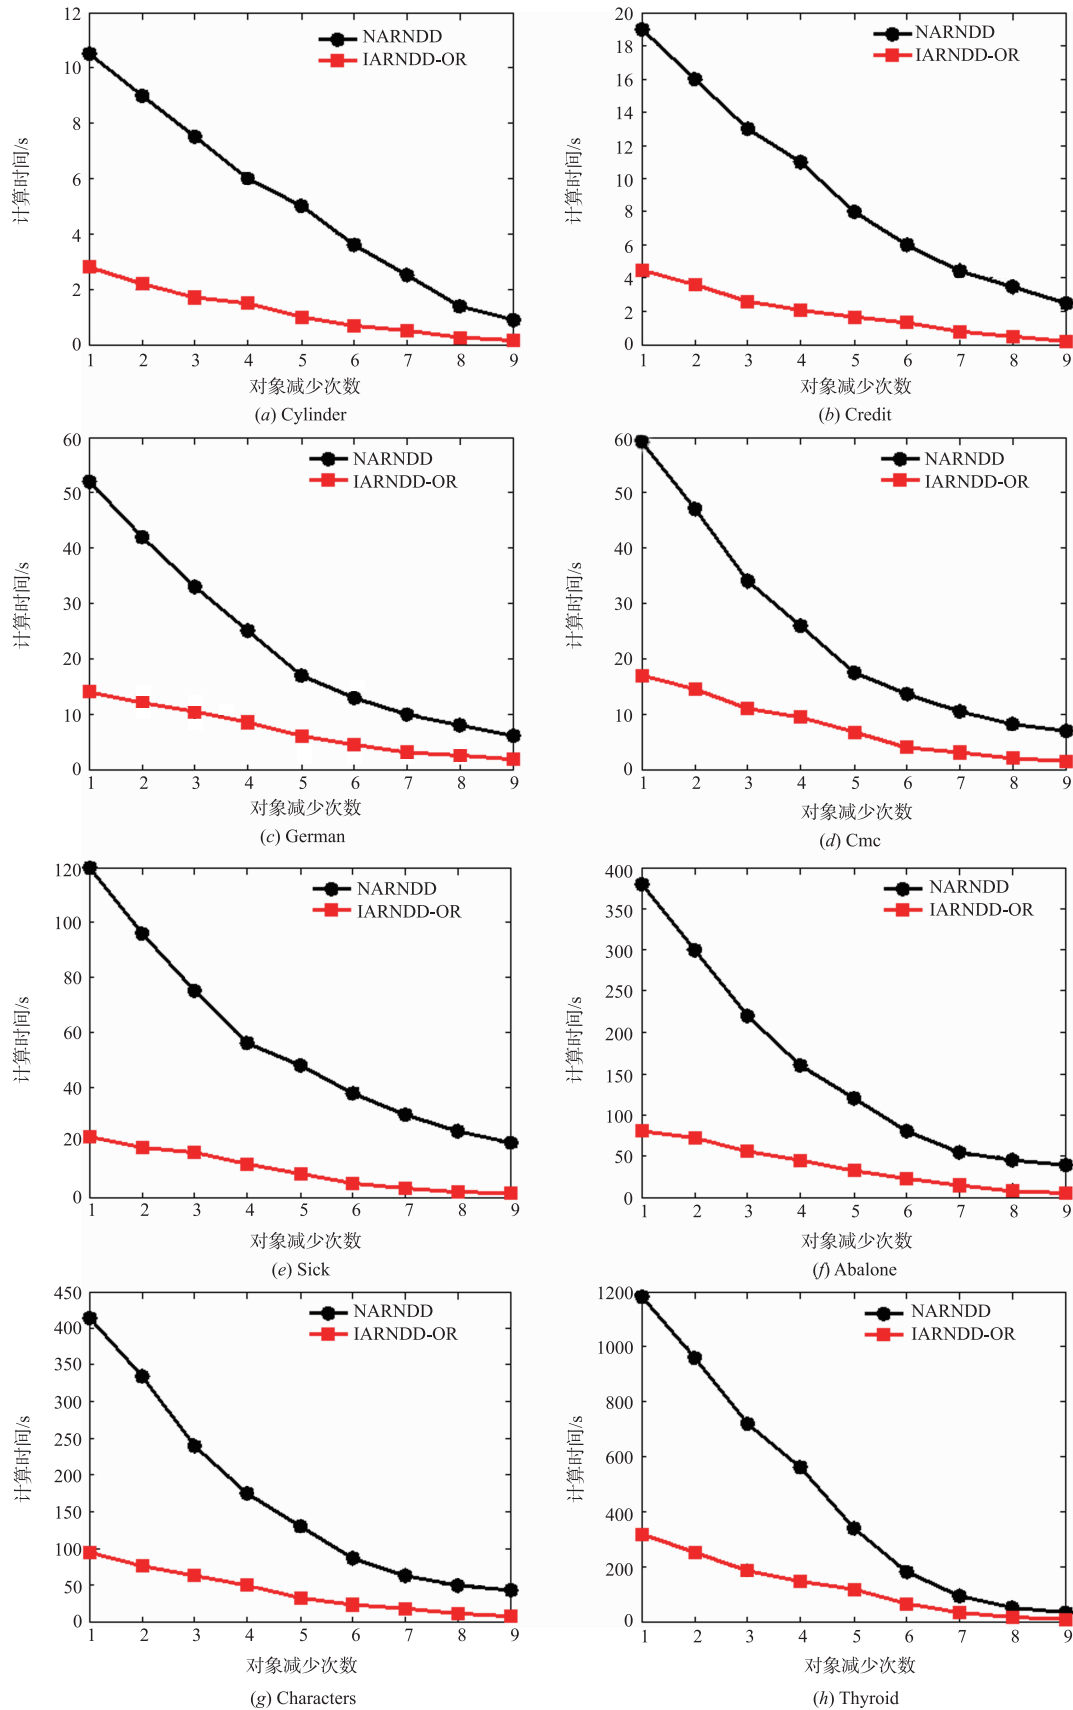 12
10
8
6
4
2
0
计算时间/s
NARNDD
IARNDD-OR
1 2 3 4 5 6 7 8 9
对象减少次数
(a) Cylinder
20
18
16
14
12
10
8
6
4
2
0
计算时间/s
NARNDD
IARNDD-OR
1 2 3 4 5 6 7 8 9
对象减少次数
(b) Credit
60
50
40
30
20
10
0
计算时间/s
NARNDD
IARNDD-OR
1 2 3 4 5 6 7 8 9
对象减少次数
(c) German
60
50
40
30
20
10
0
计算时间/s
NARNDD
IARNDD-OR
1 2 3 4 5 6 7 8 9
对象减少次数
(d) Cmc
120
100
80
60
40
20
0
计算时间/s
NARNDD
IARNDD-OR
1 2 3 4 5 6 7 8 9
对象减少次数
(e) Sick
400
350
300
250
200
150
100
50
0
计算时间/s
NARNDD
IARNDD-OR
1 2 3 4 5 6 7 8 9
对象减少次数
(f) Abalone
450
400
350
300
250
200
150
100
50
0
计算时间/s
NARNDD
IARNDD-OR
1 2 3 4 5 6 7 8 9
对象减少次数
(g) Characters
1200
1000
800
600
400
200
0
计算时间/s
NARNDD
IARNDD-OR
1 2 3 4 5 6 7 8 9
对象减少次数
(h) Thyroid